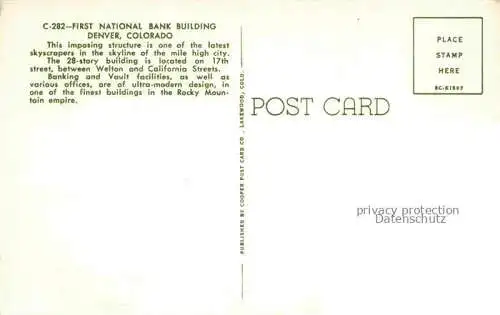 C-282—FIRST NATIONAL BANK BUILDING
DENVER, COLORADO
This imposing structure is one of the latest
skyscrapers in the skyline of the mile high city.
The 28-story building is located on 17th
street, between Welton and California Streets.
Banking and Vault facilities, as well as
various offices, are of ultra-modern design, in
one of the finest buildings in the Rocky Moun-
tain empire.
PUBLISHED BY COOPER POST CARD CO., LAKEWOOD, COLO.
POST CARD
PLACE
STAMP
HERE
privacy protection
Datenschutz